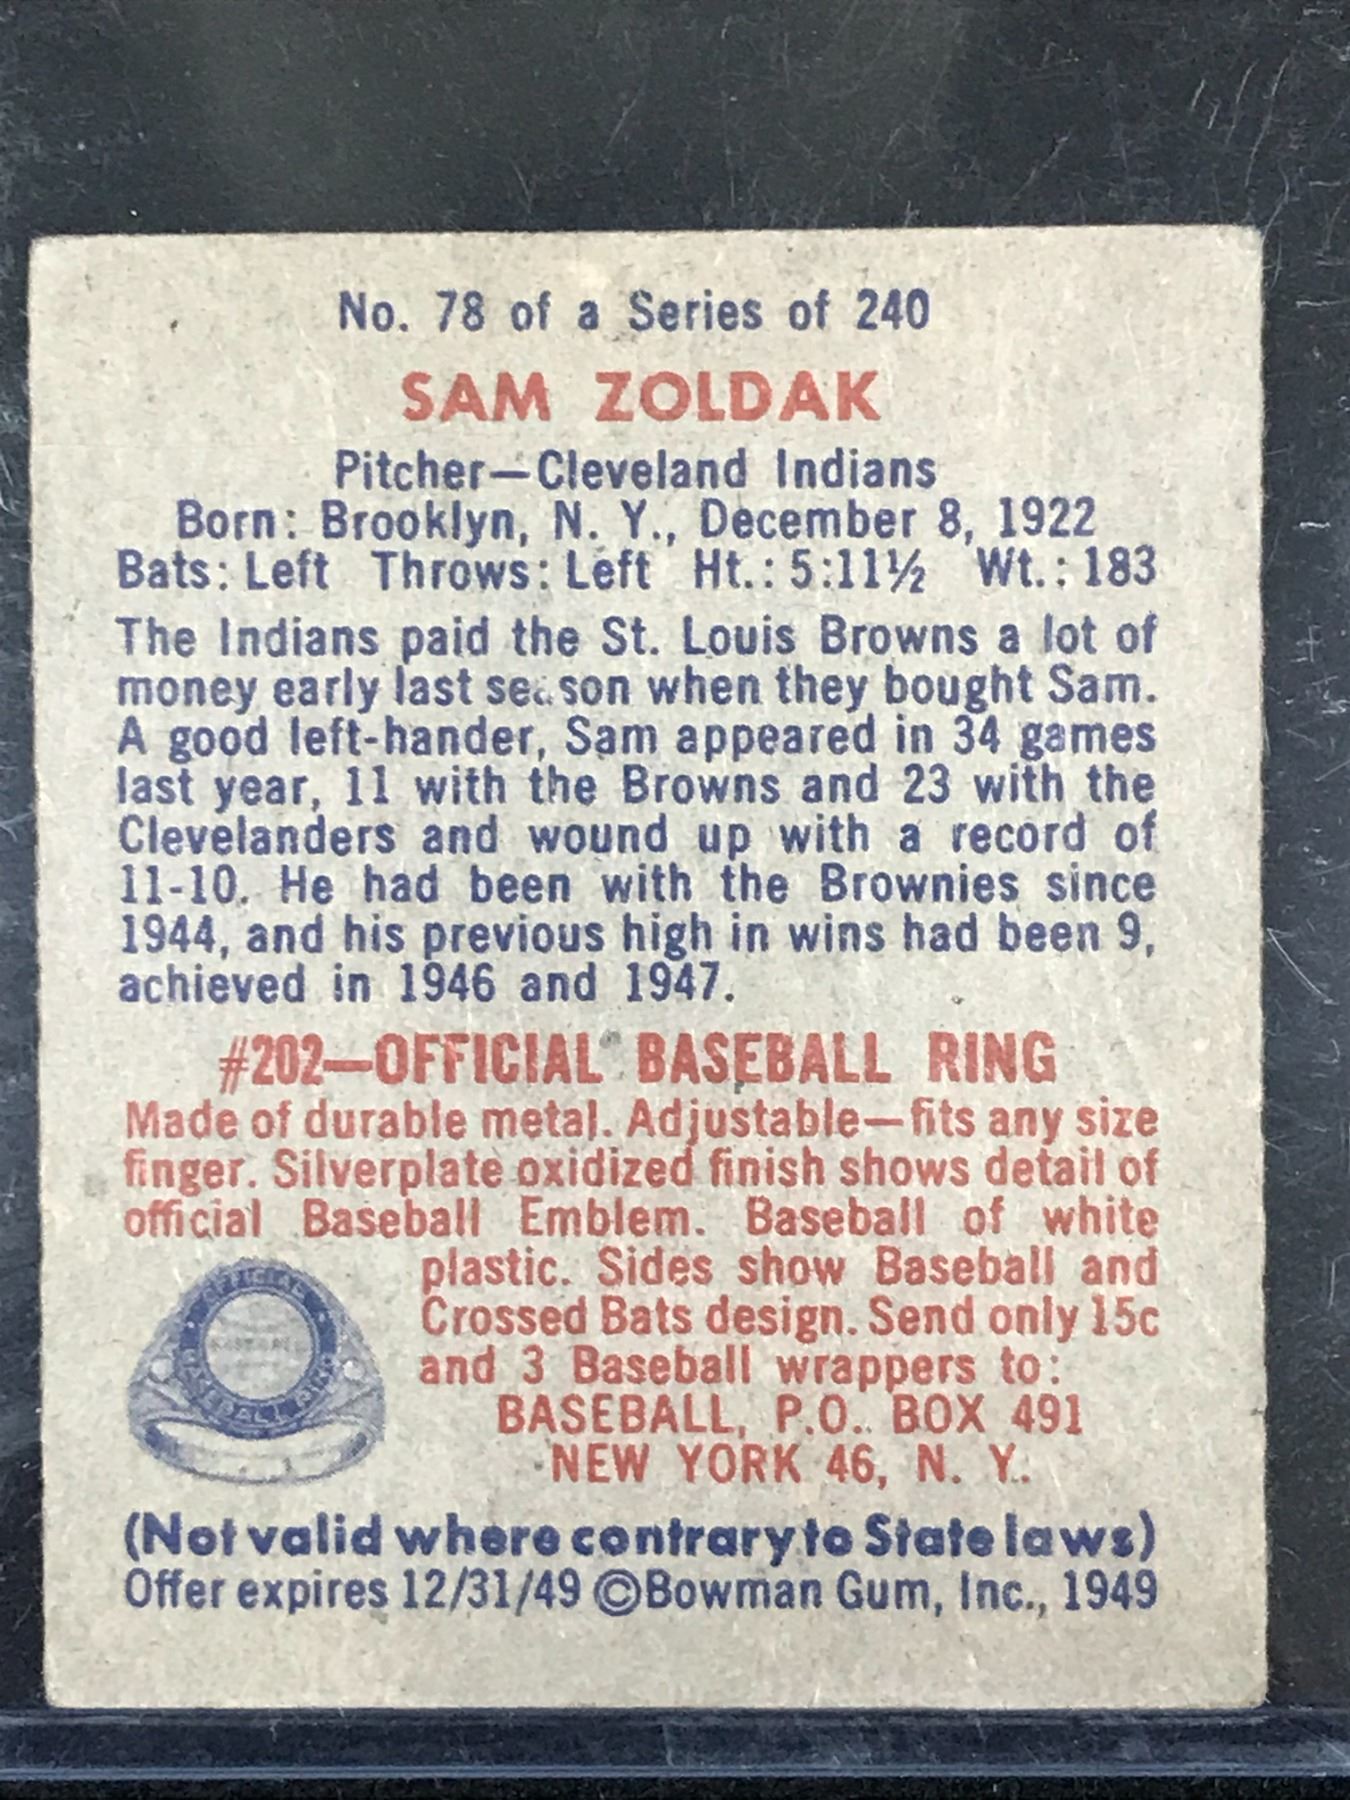 No. 78 of a Series of 240
SAM ZOLDAK
Pitcher—Cleveland Indians
Born: Brooklyn, N. Y., December 8, 1922
Bats: Left Throws: Left Ht.: 5:11½ Wt.: 183
The Indians paid the St. Louis Browns a lot of
money early last season when they bought Sam.
A good left-hander, Sam appeared in 34 games
last year, 11 with the Browns and 23 with the
Clevelanders and wound up with a record of
11-10. He had been with the Brownies since
1944, and his previous high in wins had been 9,
achieved in 1946 and 1947.
#202—OFFICIAL BASEBALL RING
Made of durable metal. Adjustable—fits any size
finger. Silverplate oxidized finish shows detail of
official Baseball Emblem. Baseball of white
plastic. Sides show Baseball and
Crossed Bats design. Send only 15c
and 3 Baseball wrappers to:
BASEBALL, P.O. BOX 491
NEW YORK 46, N. Y.
OFFICIAL
BASEBALL RING
(Not valid where contrary to State laws)
Offer expires 12/31/49 ©Bowman Gum, Inc., 1949